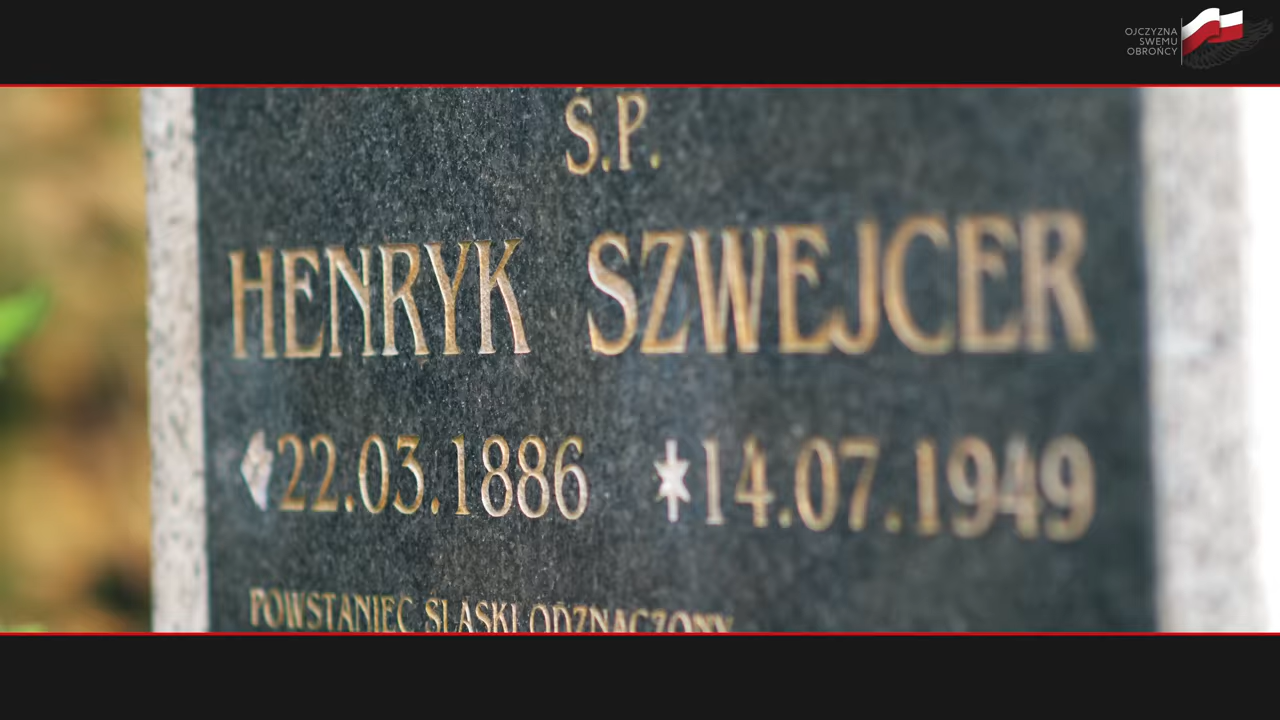 OJCZYZNA
SWEMU
OBROŃCY
Ś.P.
HENRYK SZWEJCER
22.03.1886 14.07.1949
POWSTANIEC ŚLĄSKI ODZNACZONY